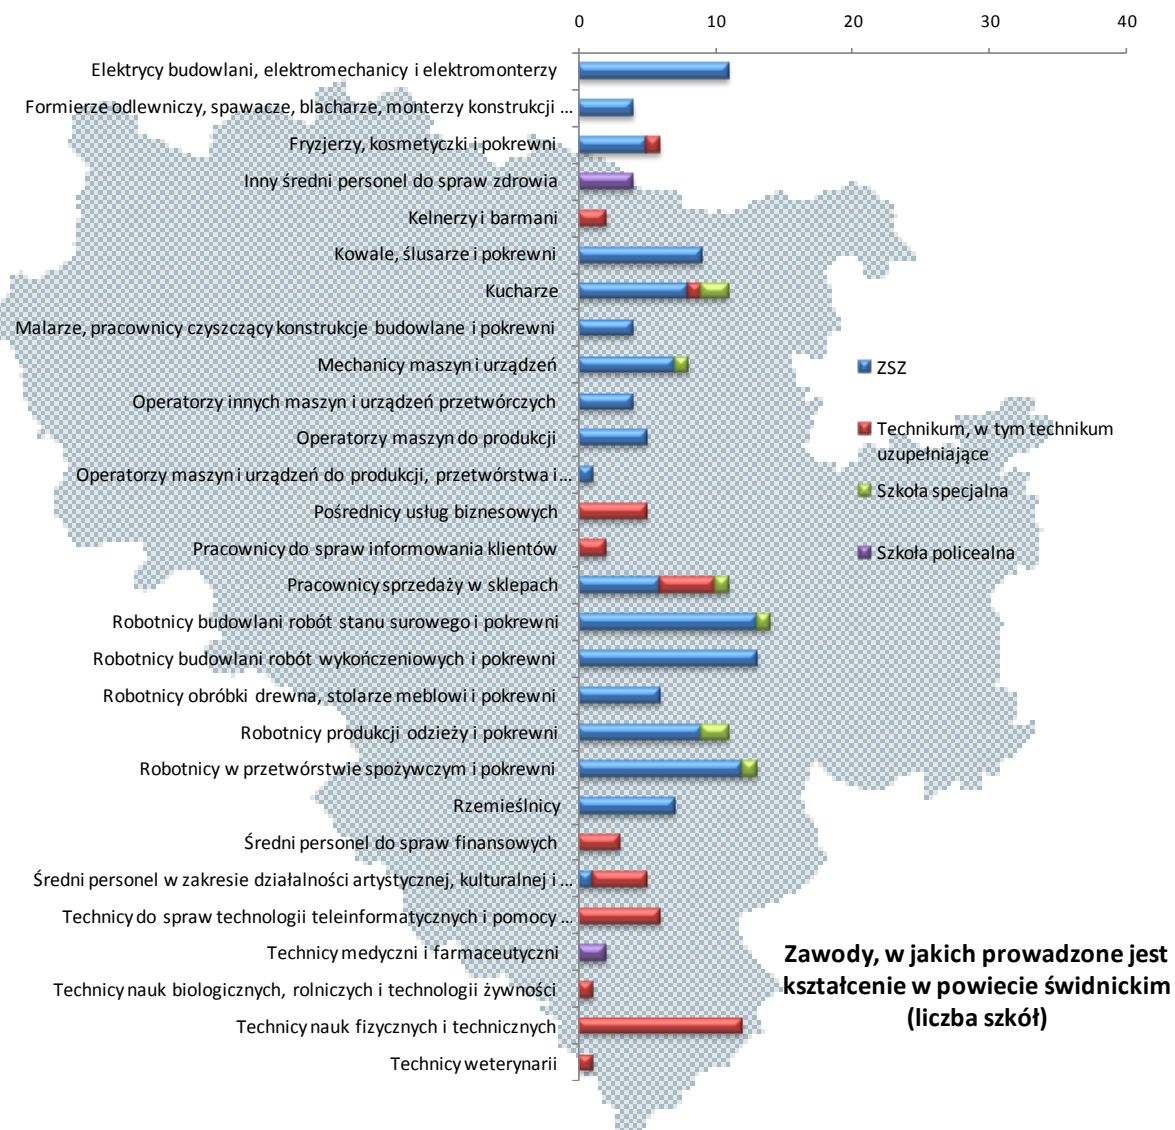 0 10 20 30 40
Elektrycy budowlani, elektromechanicy i elektromonterzy
Formierze odlewniczy, spawacze, blacharze, monterzy konstrukcji ...
Fryzjerzy, kosmetyczki i pokrewni
Inny średni personel do spraw zdrowia
Kelnerzy i barmani
Kowale, ślusarze i pokrewni
Kucharze
Malarze, pracownicy czyszczący konstrukcje budowlane i pokrewni
Mechanicy maszyn i urządzeń
Operatorzy innych maszyn i urządzeń przetwórczych
Operatorzy maszyn do produkcji
Operatorzy maszyn i urządzeń do produkcji, przetwórstwa i ...
Pośrednicy usług biznesowych
Pracownicy do spraw informowania klientów
Pracownicy sprzedaży w sklepach
Robotnicy budowlani robót stanu surowego i pokrewni
Robotnicy budowlani robót wykończeniowych i pokrewni
Robotnicy obróbki drewna, stolarze meblowi i pokrewni
Robotnicy produkcji odzieży i pokrewni
Robotnicy w przetwórstwie spożywczym i pokrewni
Rzemieślnicy
Średni personel do spraw finansowych
Średni personel w zakresie działalności artystycznej, kulturalnej i ...
Technicy do spraw technologii teleinformatycznych i pomocy ...
Technicy medyczni i farmaceutyczni
Technicy nauk biologicznych, rolniczych i technologii żywności
Technicy nauk fizycznych i technicznych
Technicy weterynarii
ZSZ
Technikum, w tym technikum
uzupełniające
Szkoła specjalna
Szkoła policealna
Zawody, w jakich prowadzone jest
kształcenie w powiecie świdnickim
(liczba szkół)